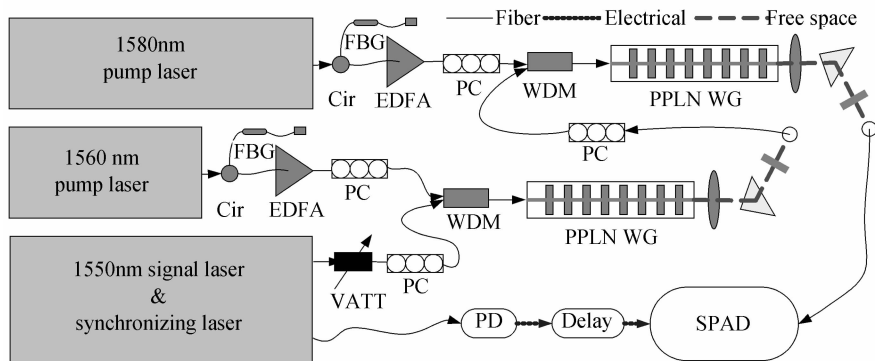 Fiber
Electrical
Free space
1580nm
pump laser
FBG
Cir
EDFA
PC
WDM
PPLN WG
PC
1560 nm
pump laser
FBG
Cir
EDFA
PC
WDM
PPLN WG
1550nm signal laser
&
synchronizing laser
VATT
PC
PD
Delay
SPAD